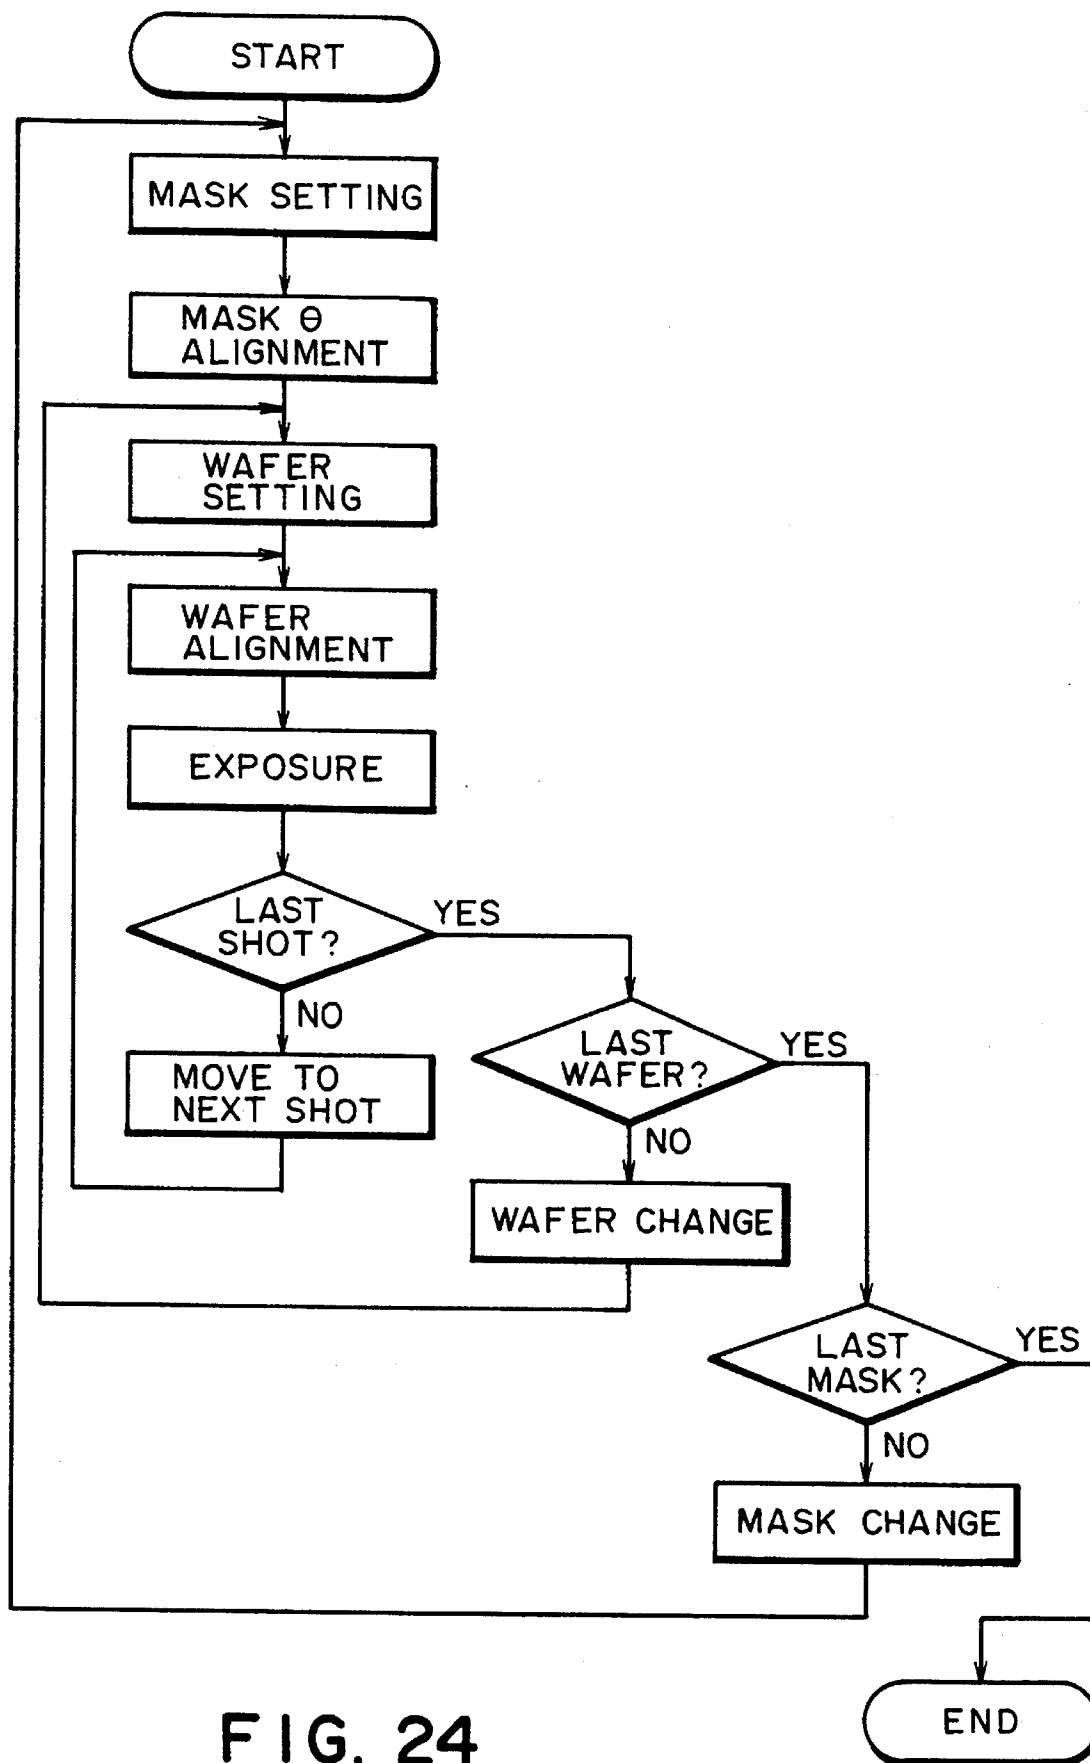 START
MASK SETTING
MASK θ
ALIGNMENT
WAFER
SETTING
WAFER
ALIGNMENT
EXPOSURE
LAST
SHOT?
YES
NO
MOVE TO
NEXT SHOT
LAST
WAFER?
YES
NO
WAFER CHANGE
LAST
MASK?
YES
NO
MASK CHANGE
END
FIG. 24